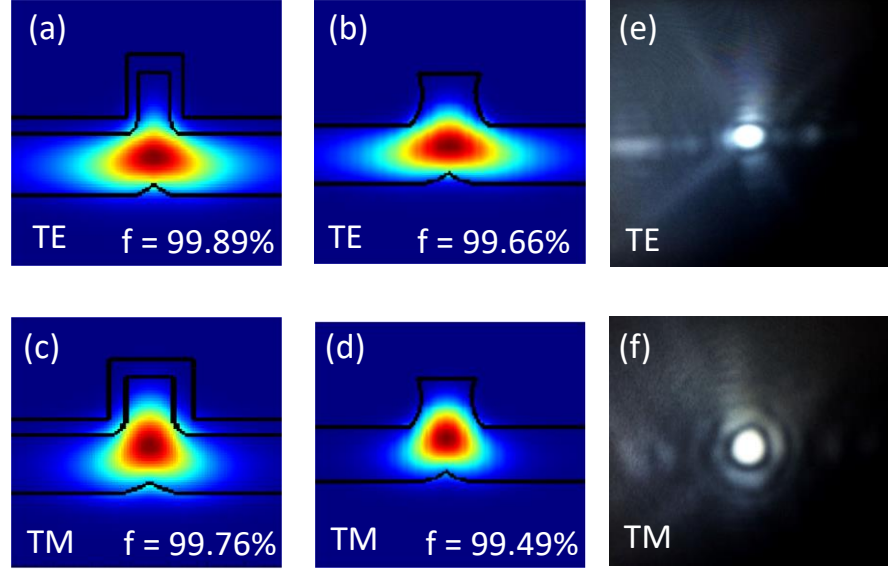 (a)
TE f = 99.89%
(b)
TE f = 99.66%
(e)
TE
(c)
TM f = 99.76%
(d)
TM f = 99.49%
(f)
TM